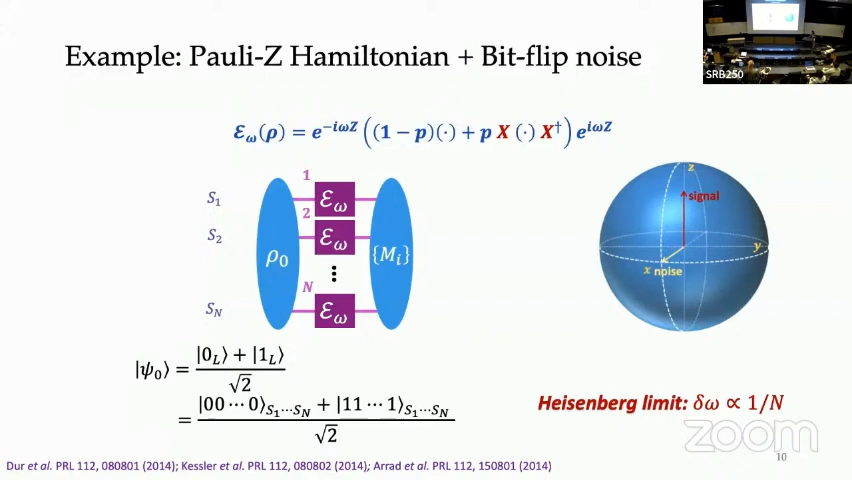 SRB250
Example: Pauli-Z Hamiltonian + Bit-flip noise
ℰ_ω(ρ) = e^{-iωZ} ((1 − p)(·) + p X (·) X†) e^{iωZ}
S₁ 1 ℰ_ω
S₂ 2 ℰ_ω
ρ₀ ⋮ {M_i}
S_N N ℰ_ω
z
signal
y
x noise
|ψ₀⟩ = (|0_L⟩ + |1_L⟩)/√2
= (|00 ⋯ 0⟩_{S₁⋯S_N} + |11 ⋯ 1⟩_{S₁⋯S_N})/√2
Heisenberg limit: δω ∝ 1/N
zoom
10
Dur et al. PRL 112, 080801 (2014); Kessler et al. PRL 112, 080802 (2014); Arrad et al. PRL 112, 150801 (2014)